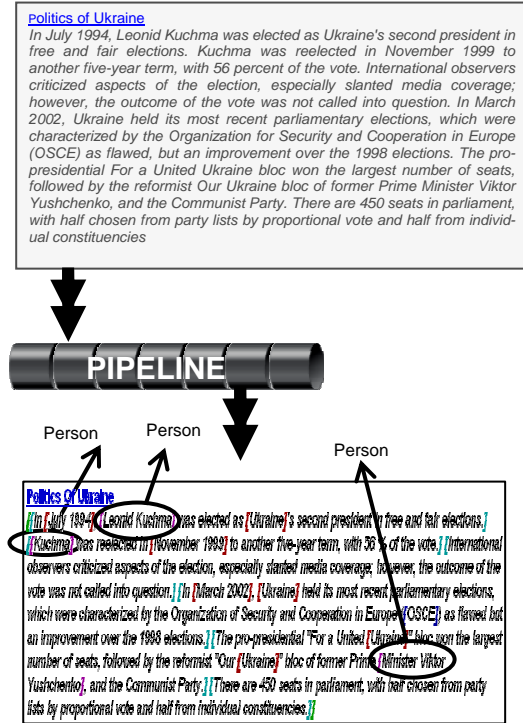 Politics of Ukraine
In July 1994, Leonid Kuchma was elected as Ukraine's second president in
free and fair elections. Kuchma was reelected in November 1999 to
another five-year term, with 56 percent of the vote. International observers
criticized aspects of the election, especially slanted media coverage;
however, the outcome of the vote was not called into question. In March
2002, Ukraine held its most recent parliamentary elections, which were
characterized by the Organization for Security and Cooperation in Europe
(OSCE) as flawed, but an improvement over the 1998 elections. The pro-
presidential For a United Ukraine bloc won the largest number of seats,
followed by the reformist Our Ukraine bloc of former Prime Minister Viktor
Yushchenko, and the Communist Party. There are 450 seats in parliament,
with half chosen from party lists by proportional vote and half from individ-
ual constituencies
PIPELINE
Person
Person
Person
Politics Of Ukraine
[[In [July 1994], [Leonid Kuchma] was elected as [Ukraine]'s second president in free and fair elections.]
[[Kuchma] was reelected in [November 1999] to another five-year term, with 56 % of the vote.] [International
observers criticized aspects of the election, especially slanted media coverage; however, the outcome of the
vote was not called into question.] [In [March 2002], [Ukraine] held its most recent parliamentary elections,
which were characterized by the Organization of Security and Cooperation in Europe [OSCE], as flawed but
an improvement over the 1998 elections.] [The pro-presidential "For a United [Ukraine]" bloc won the largest
number of seats, followed by the reformist "Our [Ukraine]" bloc of former Prime [Minister Viktor
Yushchenko], and the Communist Party.] [There are 450 seats in parliament, with half chosen from party
lists by proportional vote and half from individual constituencies.]]